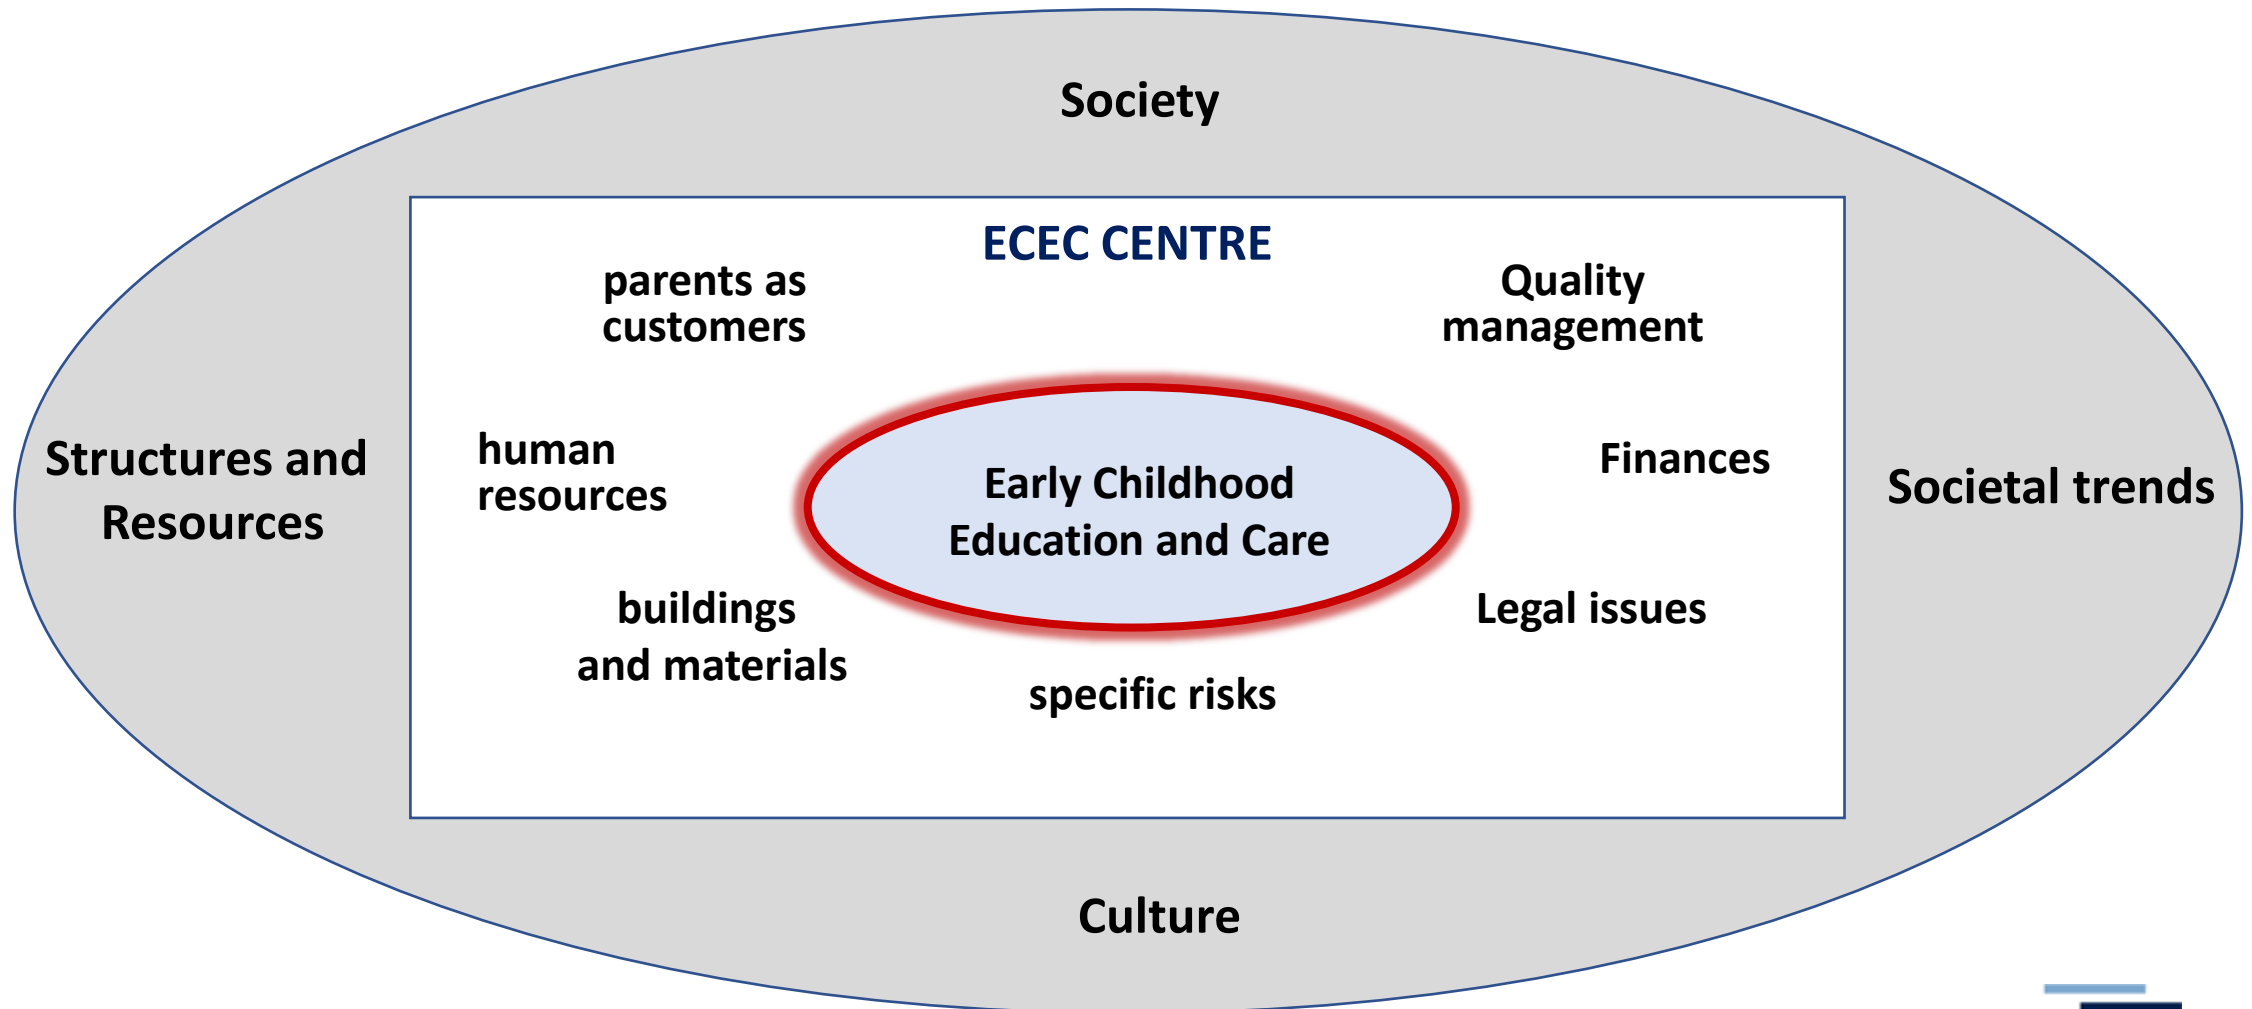 Society
ECEC CENTRE
parents as
customers
Quality
management
human
resources
Finances
Structures and
Resources
Early Childhood
Education and Care
Societal trends
buildings
and materials
Legal issues
specific risks
Culture